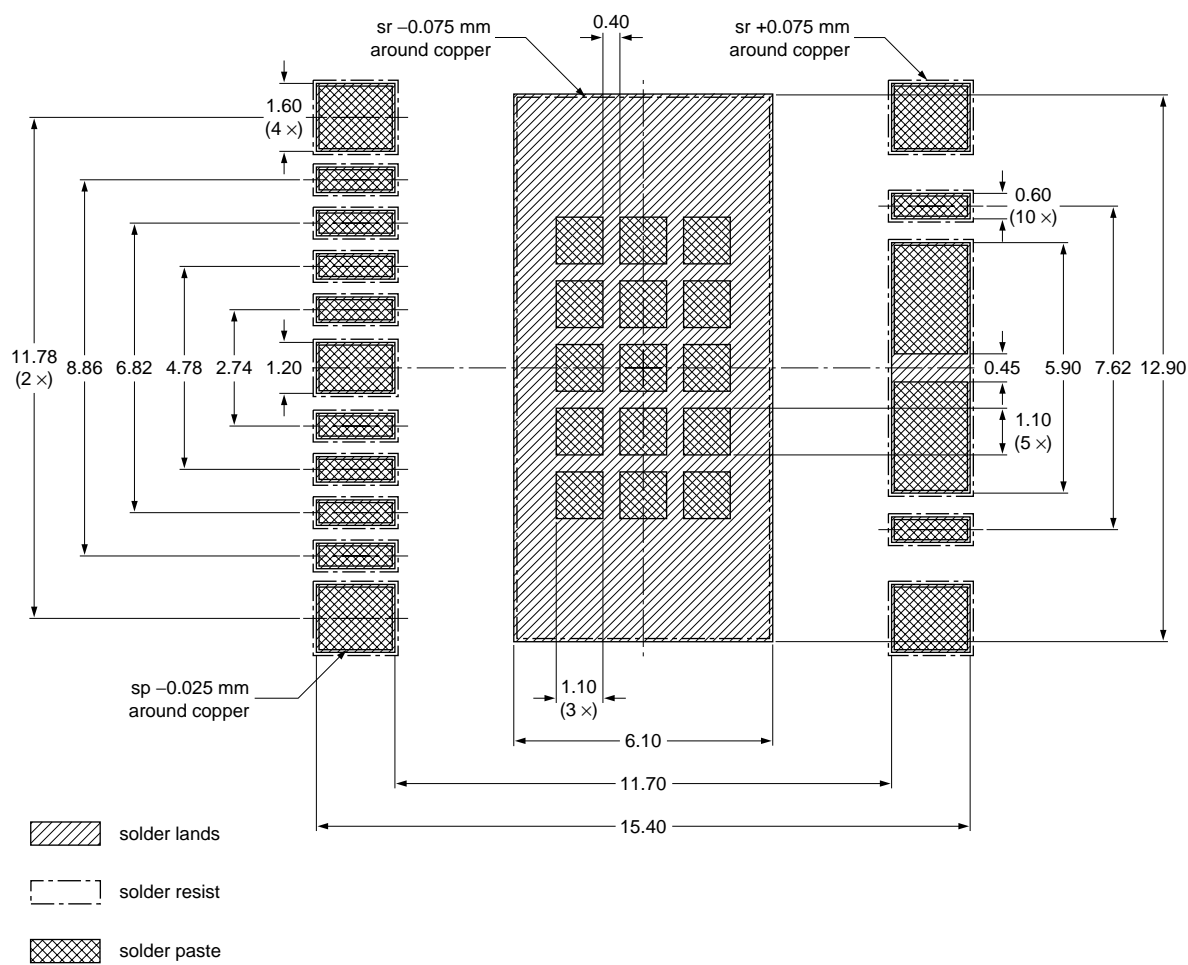 sr −0.075 mm
around copper
0.40
sr +0.075 mm
around copper
1.60
(4 ×)
0.60
(10 ×)
11.78
(2 ×)
8.86
6.82
4.78
2.74
1.20
0.45
5.90
7.62
12.90
1.10
(5 ×)
sp −0.025 mm
around copper
1.10
(3 ×)
6.10
11.70
15.40
solder lands
solder resist
solder paste